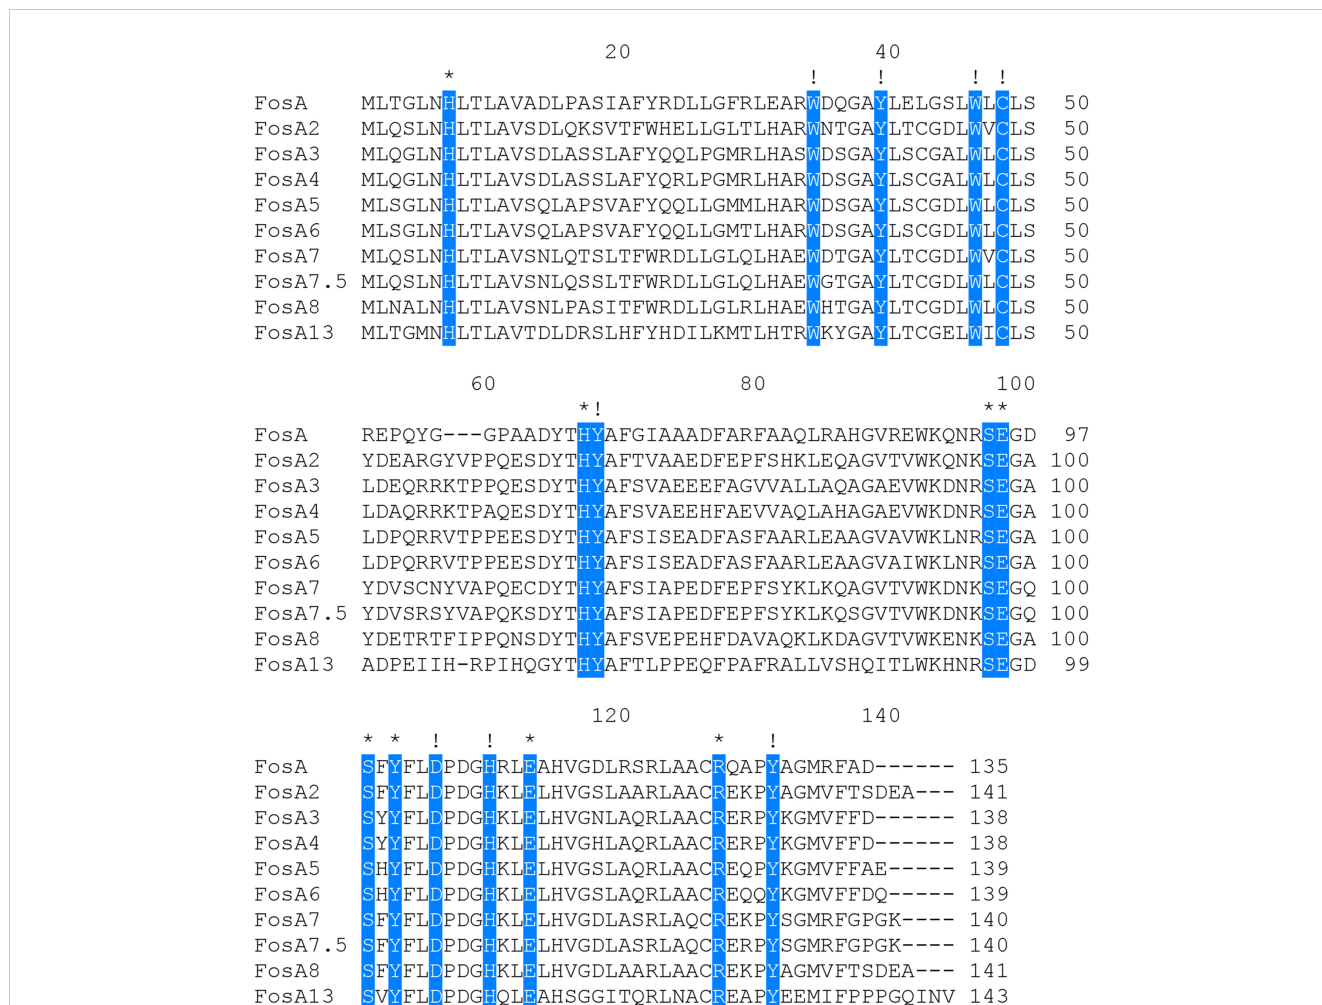 20 40
* ! ! ! !
FosA MLTGLNHLTLAVADLPASIAFYRDLLGFRLEARWDQGAYLELGSLWLCLS 50
FosA2 MLQSLNHLTLAVSDLQKSVTFWHELLGLTLHARWNTGAYLTCGDLWVCLS 50
FosA3 MLQGLNHLTLAVSDLASSLAFYQQLPGMRLHASWDSGAYLSCGALWLCLS 50
FosA4 MLQGLNHLTLAVSDLASSLAFYQRLPGMRLHARWDSGAYLSCGALWLCLS 50
FosA5 MLSGLNHLTLAVSQLAPSVAFYQQLLGMMLHARWDSGAYLSCGDLWLCLS 50
FosA6 MLSGLNHLTLAVSQLAPSVAFYQQLLGMTLHARWDSGAYLSCGDLWLCLS 50
FosA7 MLQSLNHLTLAVSNLQTSLTFWRDLLGLQLHAEWDTGAYLTCGDLWVCLS 50
FosA7.5 MLQSLNHLTLAVSNLQSSLTFWRDLLGLQLHAEWGTGAYLTCGDLWLCLS 50
FosA8 MLNALNHLTLAVSNLPASITFWRDLLGLRLHAEWHTGAYLTCGDLWLCLS 50
FosA13 MLTGMNHLTLAVTDLDRSLHFYHDILKMTLHTRWKYGAYLTCGELWICLS 50
60 80 100
*! **
FosA REPQYG---GPAADYTHYAFGIAAADFARFAAQLRAHGVREWKQNRSEGD 97
FosA2 YDEARGYVPPQESDYTHYAFTVAAEDFEPFSHKLEQAGVTVWKQNKSEGA 100
FosA3 LDEQRRKTPPQESDYTHYAFSVAEEEFAGVVALLAQAGAEVWKDNRSEGA 100
FosA4 LDAQRRKTPAQESDYTHYAFSVAEEHFAEVVAQLAHAGAEVWKDNRSEGA 100
FosA5 LDPQRRVTPPEESDYTHYAFSISEADFASFAARLEAAGVAVWKLNRSEGA 100
FosA6 LDPQRRVTPPEESDYTHYAFSISEADFASFAARLEAAGVAIWKLNRSEGA 100
FosA7 YDVSCNYVAPQECDYTHYAFSIAPEDFEPFSYKLKQAGVTVWKDNKSEGQ 100
FosA7.5 YDVSRSYVAPQKSDYTHYAFSIAPEDFEPFSYKLKQSGVTVWKDNKSEGQ 100
FosA8 YDETRTFIPPQNSDYTHYAFSVEPEHFDAVAQKLKDAGVTVWKENKSEGA 100
FosA13 ADPEIIH-RPIHQGYTHYAFTLPPEQFPAFRALLVSHQITLWKHNRSEGD 99
120 140
* * ! ! * * !
FosA SFYFLDPDGHRLEAHVGDLRSRLAACRQAPYAGMRFAD------ 135
FosA2 SFYFLDPDGHKLELHVGSLAARLAACREKPYAGMVFTSDEA--- 141
FosA3 SYYFLDPDGHKLELHVGNLAQRLAACRERPYKGMVFFD------ 138
FosA4 SYYFLDPDGHKLELHVGHLAQRLAACRERPYKGMVFFD------ 138
FosA5 SHYFLDPDGHKLELHVGSLAQRLAACREQPYKGMVFFAE----- 139
FosA6 SHYFLDPDGHKLELHVGSLAQRLAACREQQYKGMVFFDQ----- 139
FosA7 SFYFLDPDGHKLELHVGDLASRLAQCREKPYSGMRFGPGK---- 140
FosA7.5 SFYFLDPDGHKLELHVGDLASRLAQCRERPYSGMRFGPGK---- 140
FosA8 SFYFLDPDGHKLELHVGDLAARLAACREKPYAGMVFTSDEA--- 141
FosA13 SVYFLDPDGHQLEAHSGGITQRLNACREAPYEEMIFPPPGQINV 143